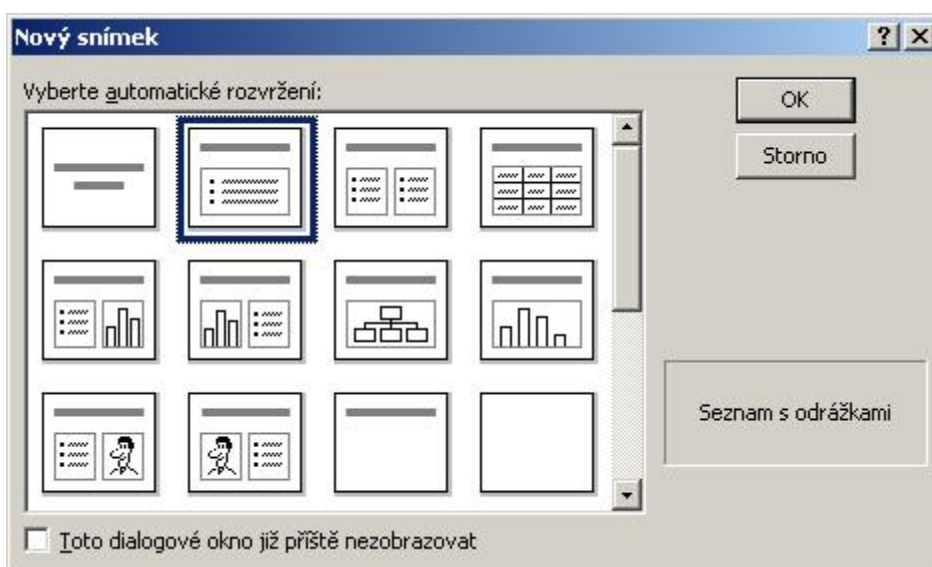 Nový snímek
Vyberte automatické rozvržení:
OK
Storno
Seznam s odrážkami
Toto dialogové okno již příště nezobrazovat